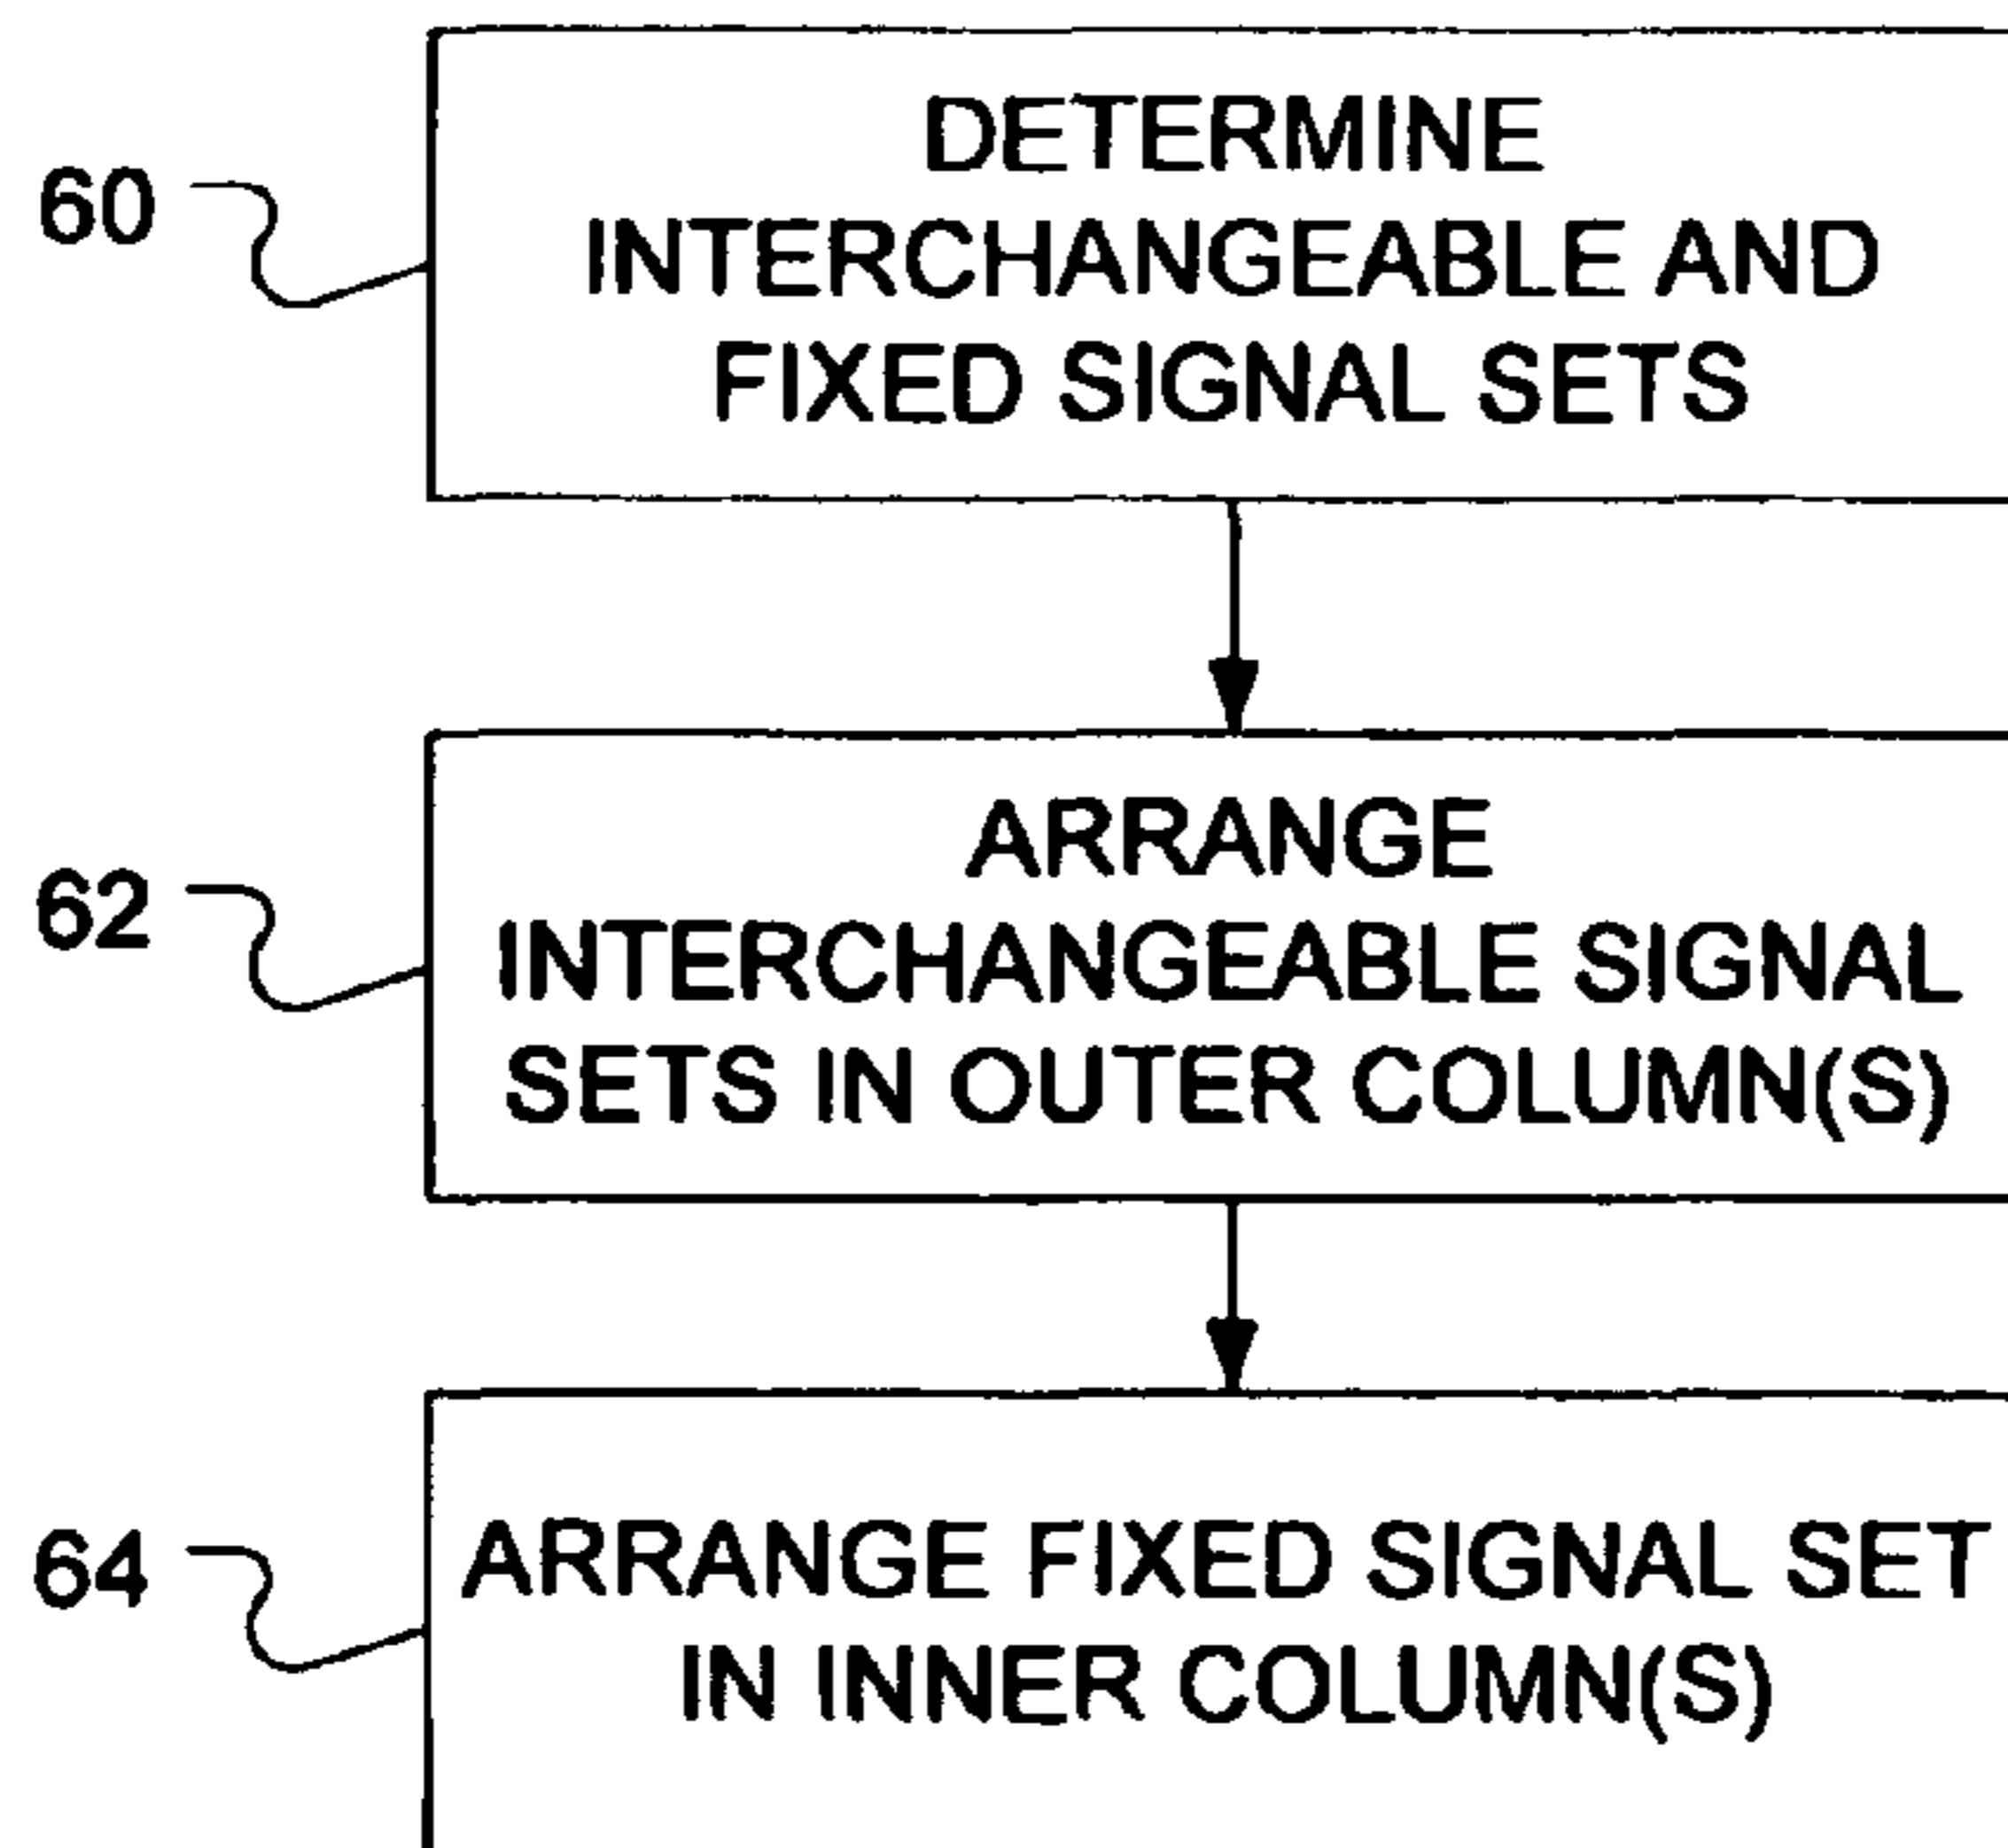 60
DETERMINE
INTERCHANGEABLE AND
FIXED SIGNAL SETS
62
ARRANGE
INTERCHANGEABLE SIGNAL
SETS IN OUTER COLUMN(S)
64
ARRANGE FIXED SIGNAL SET
IN INNER COLUMN(S)